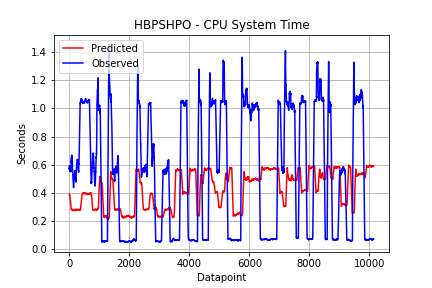 HBPSHPO - CPU System Time
Predicted
Observed
Seconds
1.4
1.2
1.0
0.8
0.6
0.4
0.2
0.0
0 2000 4000 6000 8000 10000
Datapoint